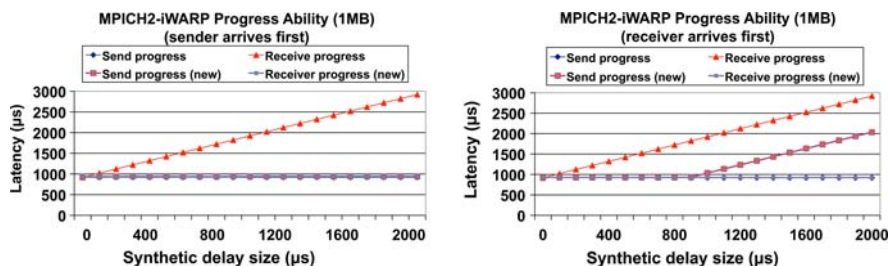 MPICH2-iWARP Progress Ability (1MB)
(sender arrives first)
Send progress
Receive progress
Send progress (new)
Receiver progress (new)
Latency (µs)
3000
2500
2000
1500
1000
500
0
0
400
800
1200
1600
2000
Synthetic delay size (µs)
MPICH2-iWARP Progress Ability (1MB)
(receiver arrives first)
Send progress
Receive progress
Send progress (new)
Receive progress (new)
Latency (µs)
3000
2500
2000
1500
1000
500
0
0
400
800
1200
1600
2000
Synthetic delay size (µs)